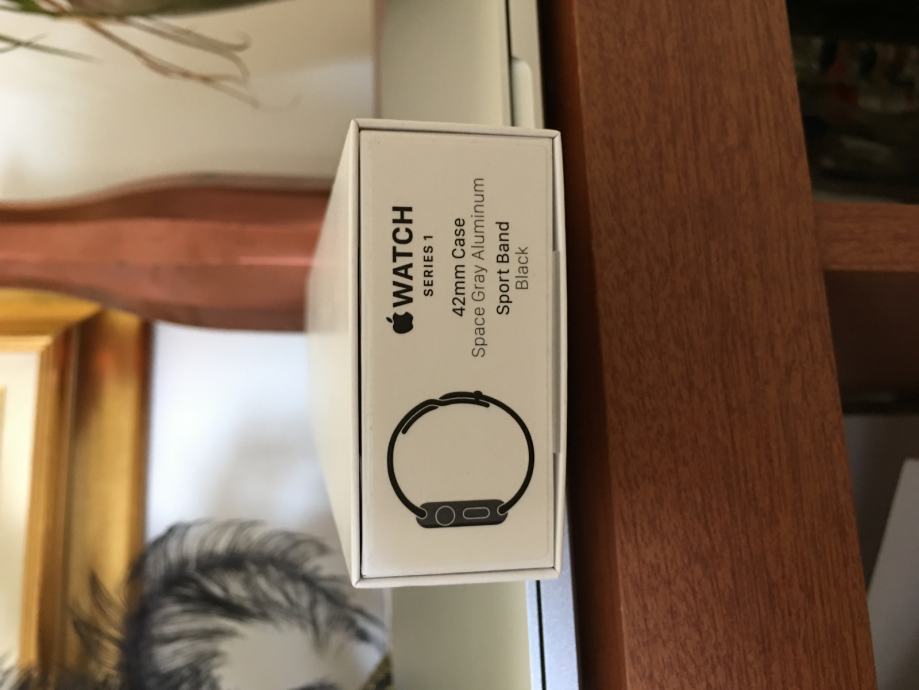 WATCH
SERIES 1
42mm Case
Space Gray Aluminum
Sport Band
Black